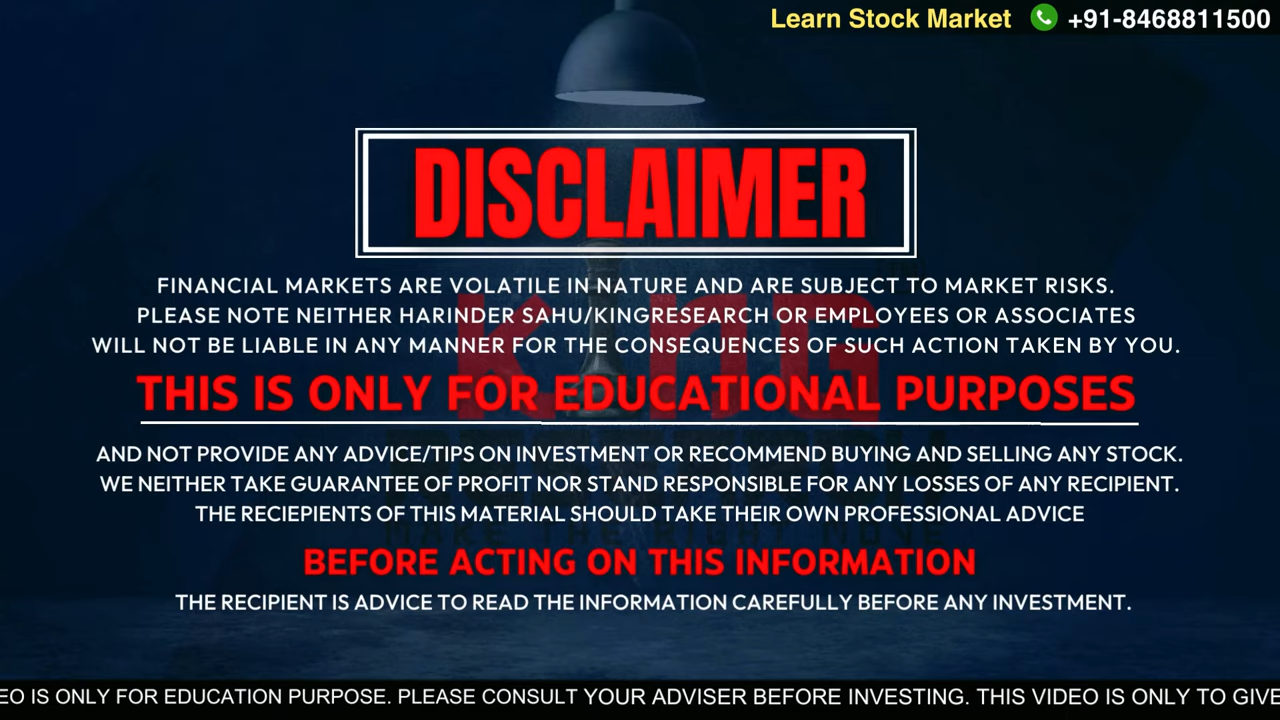 Learn Stock Market +91-8468811500
DISCLAIMER
FINANCIAL MARKETS ARE VOLATILE IN NATURE AND ARE SUBJECT TO MARKET RISKS.
PLEASE NOTE NEITHER HARINDER SAHU/KINGRESEARCH OR EMPLOYEES OR ASSOCIATES
WILL NOT BE LIABLE IN ANY MANNER FOR THE CONSEQUENCES OF SUCH ACTION TAKEN BY YOU.
THIS IS ONLY FOR EDUCATIONAL PURPOSES
AND NOT PROVIDE ANY ADVICE/TIPS ON INVESTMENT OR RECOMMEND BUYING AND SELLING ANY STOCK.
WE NEITHER TAKE GUARANTEE OF PROFIT NOR STAND RESPONSIBLE FOR ANY LOSSES OF ANY RECIPIENT.
THE RECIEPIENTS OF THIS MATERIAL SHOULD TAKE THEIR OWN PROFESSIONAL ADVICE
BEFORE ACTING ON THIS INFORMATION
THE RECIPIENT IS ADVICE TO READ THE INFORMATION CAREFULLY BEFORE ANY INVESTMENT.
EO IS ONLY FOR EDUCATION PURPOSE. PLEASE CONSULT YOUR ADVISER BEFORE INVESTING. THIS VIDEO IS ONLY TO GIVE